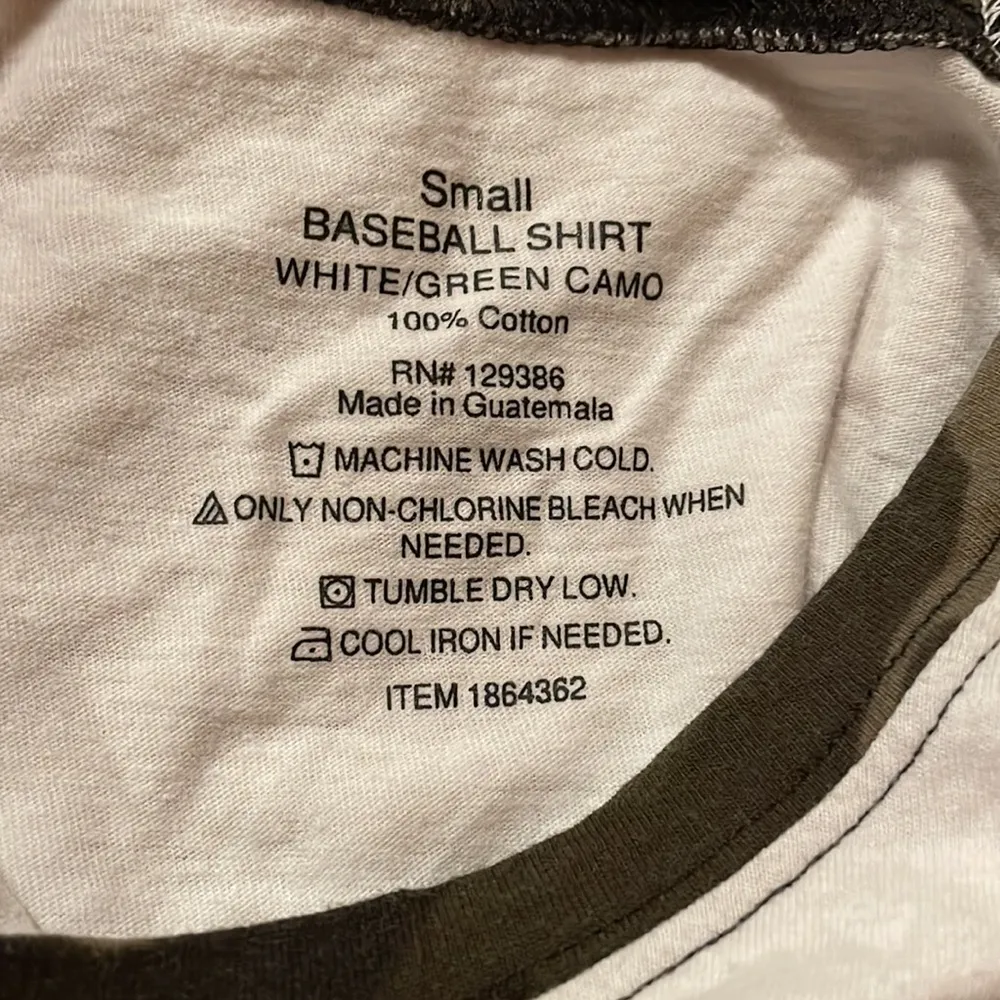 Small
BASEBALL SHIRT
WHITE/GREEN CAMO
100% Cotton
RN# 129386
Made in Guatemala
MACHINE WASH COLD.
ONLY NON-CHLORINE BLEACH WHEN
NEEDED.
TUMBLE DRY LOW.
COOL IRON IF NEEDED.
ITEM 1864362